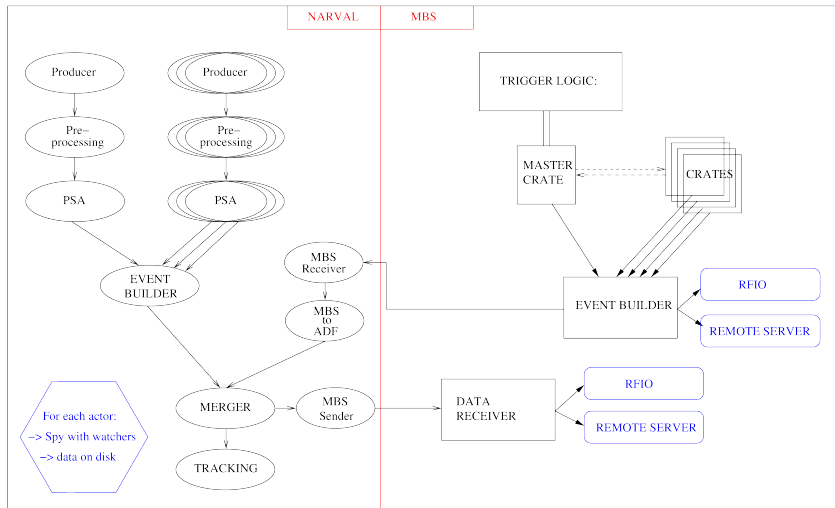 NARVAL
MBS
Producer
Producer
Pre-
processing
Pre-
processing
PSA
PSA
EVENT
BUILDER
MBS
Receiver
MBS
to
ADF
MERGER
MBS
Sender
TRACKING
For each actor:
-> Spy with watchers
-> data on disk
TRIGGER LOGIC:
MASTER
CRATE
CRATES
EVENT BUILDER
RFIO
REMOTE SERVER
DATA
RECEIVER
RFIO
REMOTE SERVER